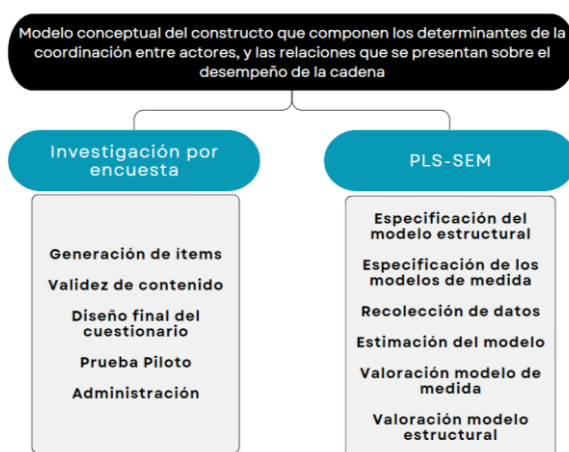 Modelo conceptual del constructo que componen los determinantes de la
coordinación entre actores, y las relaciones que se presentan sobre el
desempeño de la cadena
Investigación por
encuesta
Generación de ítems
Validez de contenido
Diseño final del
cuestionario
Prueba Piloto
Administración
PLS-SEM
Especificación del
modelo estructural
Especificación de los
modelos de medida
Recolección de datos
Estimación del modelo
Valoración modelo de
medida
Valoración modelo
estructural